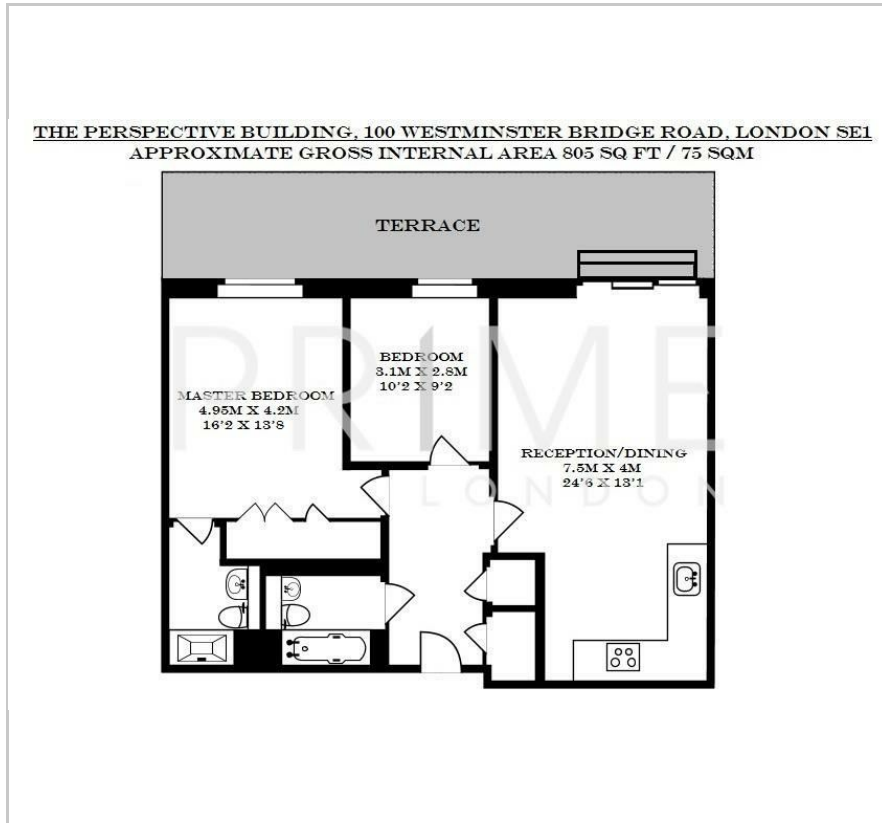 THE PERSPECTIVE BUILDING, 100 WESTMINSTER BRIDGE ROAD, LONDON SE1
APPROXIMATE GROSS INTERNAL AREA 805 SQ FT / 75 SQM
TERRACE
BEDROOM
3.1M X 2.8M
10'2 X 9'2
MASTER BEDROOM
4.95M X 4.2M
16'2 X 13'8
RECEPTION/DINING
7.5M X 4M
24'6 X 13'1
PRIME
LONDON